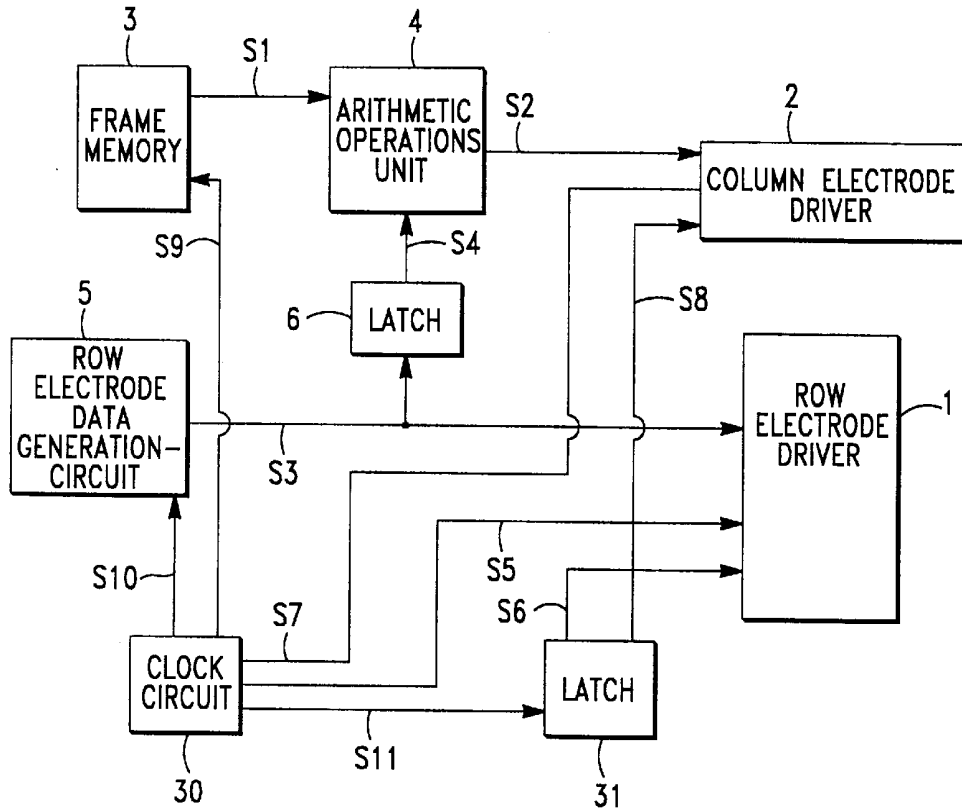 3
S1
4
FRAME
MEMORY
ARITHMETIC
OPERATIONS
UNIT
S2
2
COLUMN ELECTRODE
DRIVER
S9
S4
S8
5
6
LATCH
ROW
ELECTRODE
DATA
GENERATION-
CIRCUIT
S3
ROW
ELECTRODE
DRIVER
1
S10
S7
S5
S6
CLOCK
CIRCUIT
LATCH
S11
30
31